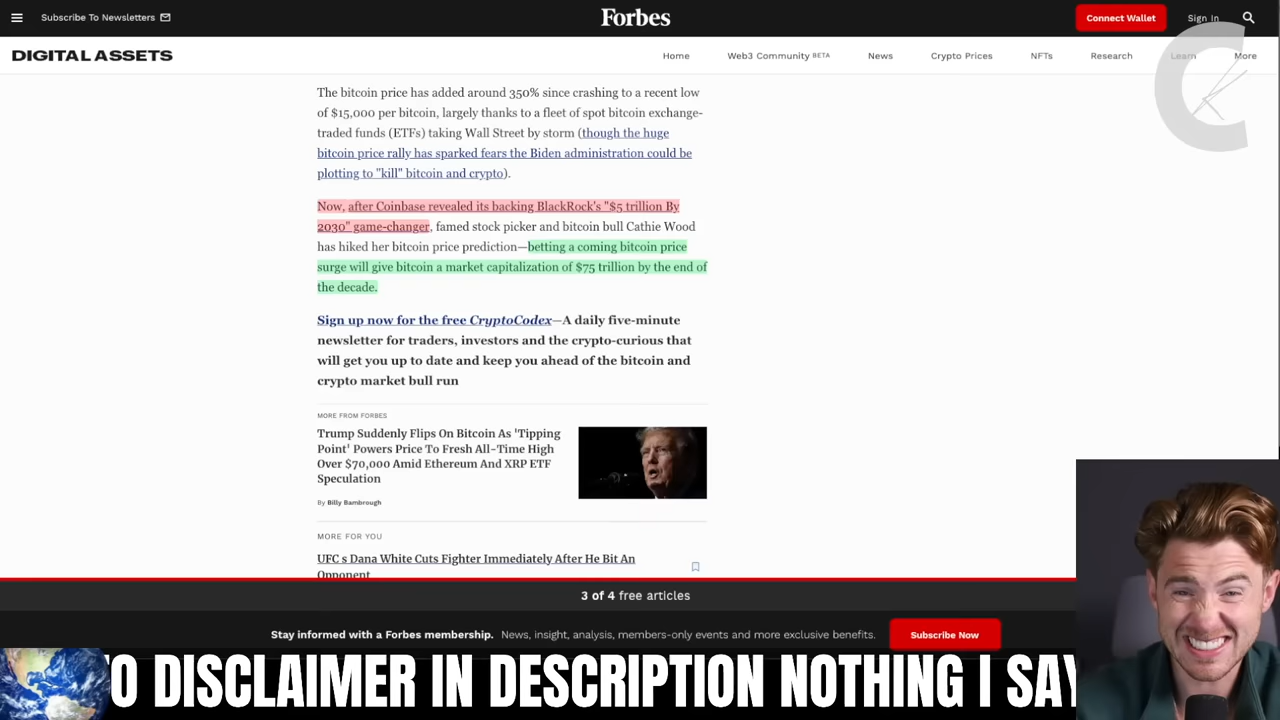 Subscribe To Newsletters
Forbes
Connect Wallet
Sign In
DIGITAL ASSETS
Home
Web3 Community BETA
News
Crypto Prices
NFTs
Research
Learn
More
The bitcoin price has added around 350% since crashing to a recent low
of $15,000 per bitcoin, largely thanks to a fleet of spot bitcoin exchange-
traded funds (ETFs) taking Wall Street by storm (though the huge
bitcoin price rally has sparked fears the Biden administration could be
plotting to "kill" bitcoin and crypto).
Now, after Coinbase revealed its backing BlackRock's "$5 trillion By
2030" game-changer, famed stock picker and bitcoin bull Cathie Wood
has hiked her bitcoin price prediction—betting a coming bitcoin price
surge will give bitcoin a market capitalization of $75 trillion by the end of
the decade.
Sign up now for the free CryptoCodex—A daily five-minute
newsletter for traders, investors and the crypto-curious that
will get you up to date and keep you ahead of the bitcoin and
crypto market bull run
MORE FROM FORBES
Trump Suddenly Flips On Bitcoin As 'Tipping
Point' Powers Price To Fresh All-Time High
Over $70,000 Amid Ethereum And XRP ETF
Speculation
By Billy Bambrough
MORE FOR YOU
UFC s Dana White Cuts Fighter Immediately After He Bit An
Opponent
3 of 4 free articles
Stay informed with a Forbes membership. News, insight, analysis, members-only events and more exclusive benefits.
Subscribe Now
TO DISCLAIMER IN DESCRIPTION NOTHING I SAY